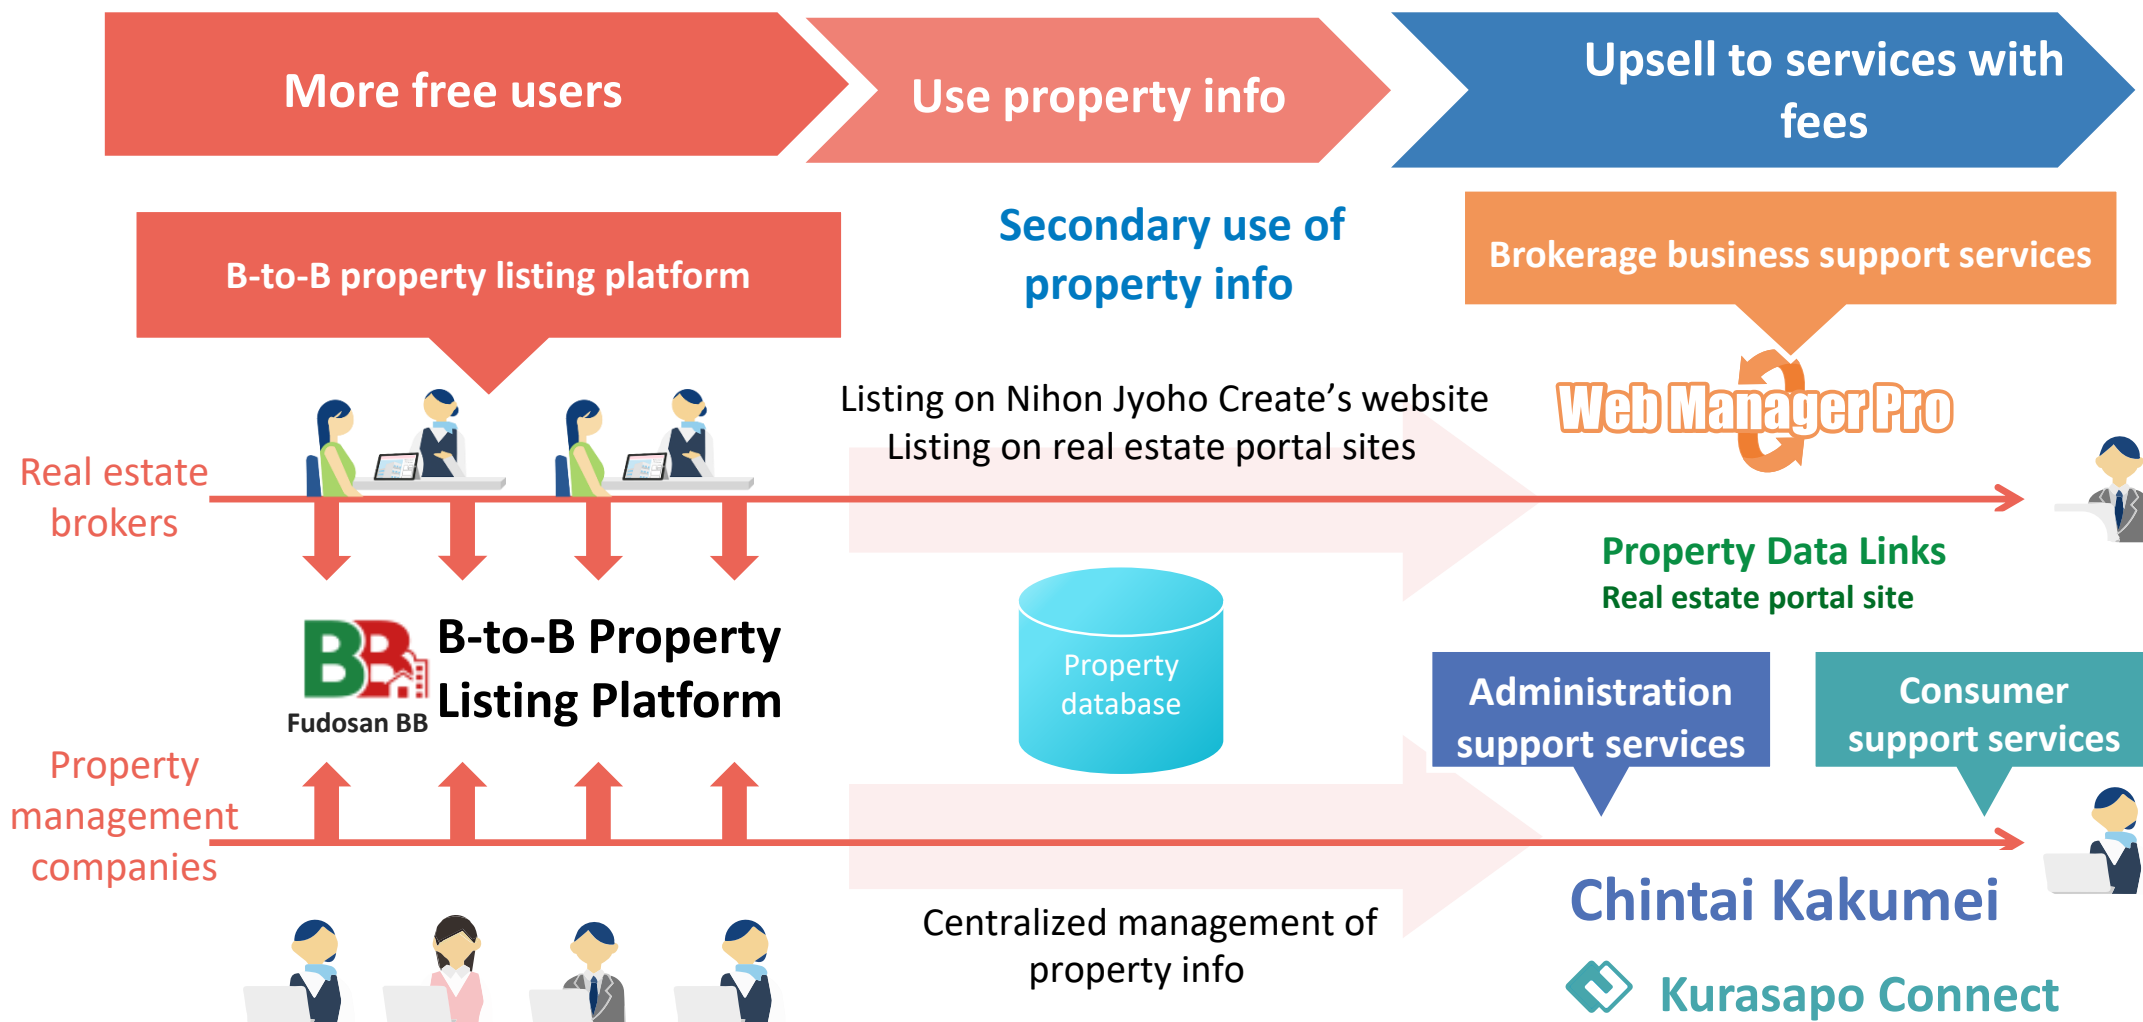 More free users
Use property info
Upsell to services with
fees
B-to-B property listing platform
Secondary use of
property info
Brokerage business support services
Listing on Nihon Jyoho Create’s website
Listing on real estate portal sites
Web Manager Pro
Real estate
brokers
Property Data Links
Real estate portal site
BB
Fudosan BB
B-to-B Property
Listing Platform
Property
database
Administration
support services
Consumer
support services
Property
management
companies
Centralized management of
property info
Chintai Kakumei
Kurasapo Connect